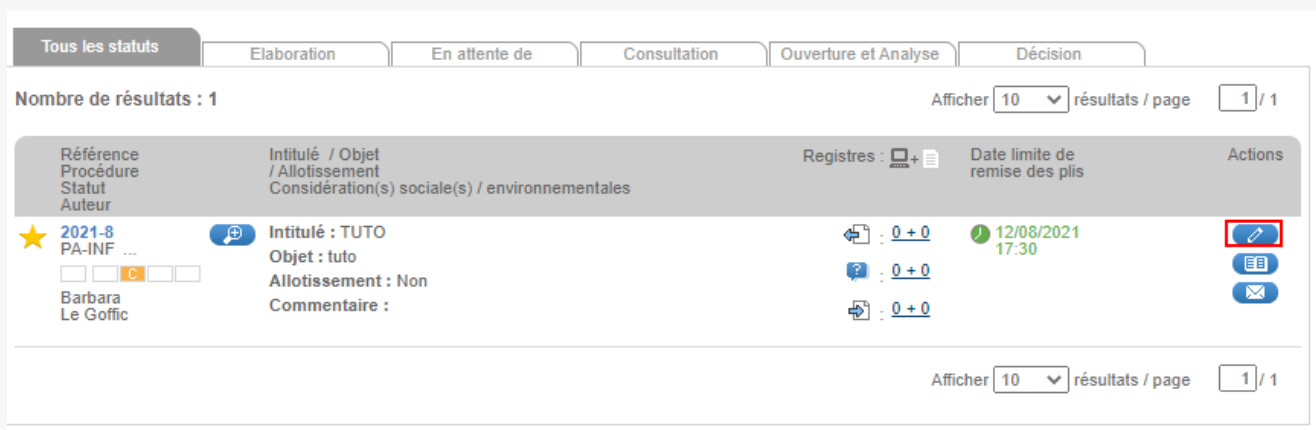 Tous les statuts
Elaboration
En attente de
Consultation
Ouverture et Analyse
Décision
Nombre de résultats : 1
Afficher 10 résultats / page 1 / 1
Référence
Procédure
Statut
Auteur
Intitulé / Objet
/ Allotissement
Considération(s) sociale(s) / environnementales
Registres : +
Date limite de
remise des plis
Actions
2021-8
PA-INF ...
C
Barbara
Le Goffic
Intitulé : TUTO
Objet : tuto
Allotissement : Non
Commentaire :
: 0 + 0
? : 0 + 0
: 0 + 0
12/08/2021
17:30
Afficher 10 résultats / page 1 / 1